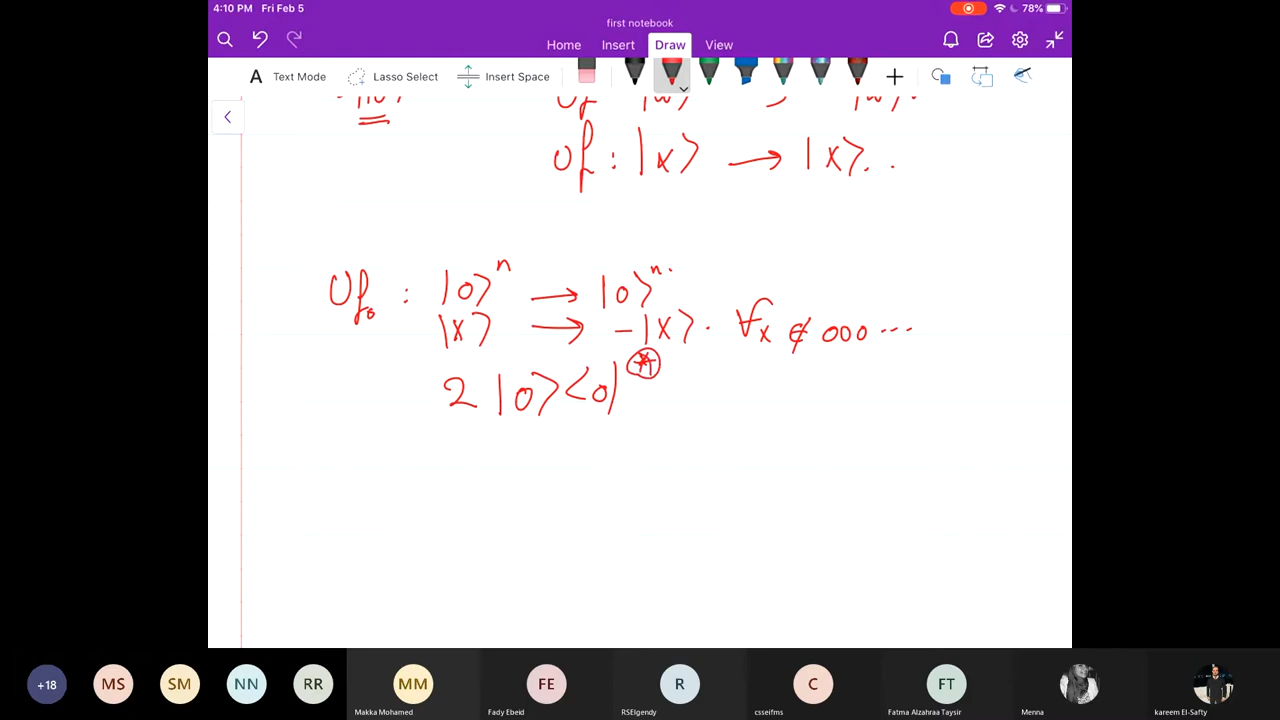 4:10 PM Fri Feb 5
78%
first notebook
Home Insert Draw View
Text Mode Lasso Select Insert Space
Uf : |x⟩ → |x⟩..
Uf₀ : |0⟩ⁿ → |0⟩ⁿ.
|x⟩ → -|x⟩. ∀x ∉ 000 ...
2 |0⟩<0|
+18 MS SM NN RR MM FE R C FT
Makka Mohamed Fady Ebeid RSElgendy csseifms Fatma Alzahraa Taysir Menna kareem El-Safty